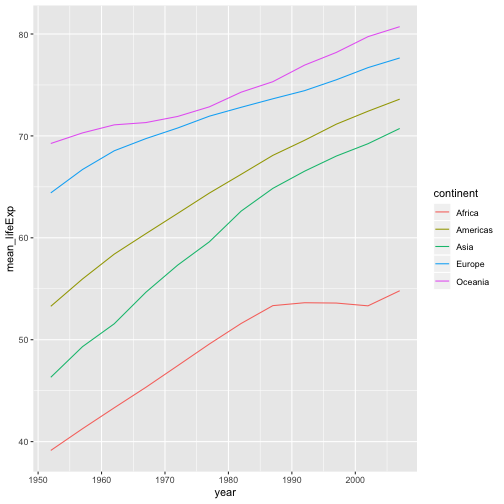 80
70
60
50
40
mean_lifeExp
1950 1960 1970 1980 1990 2000
year
continent
Africa
Americas
Asia
Europe
Oceania